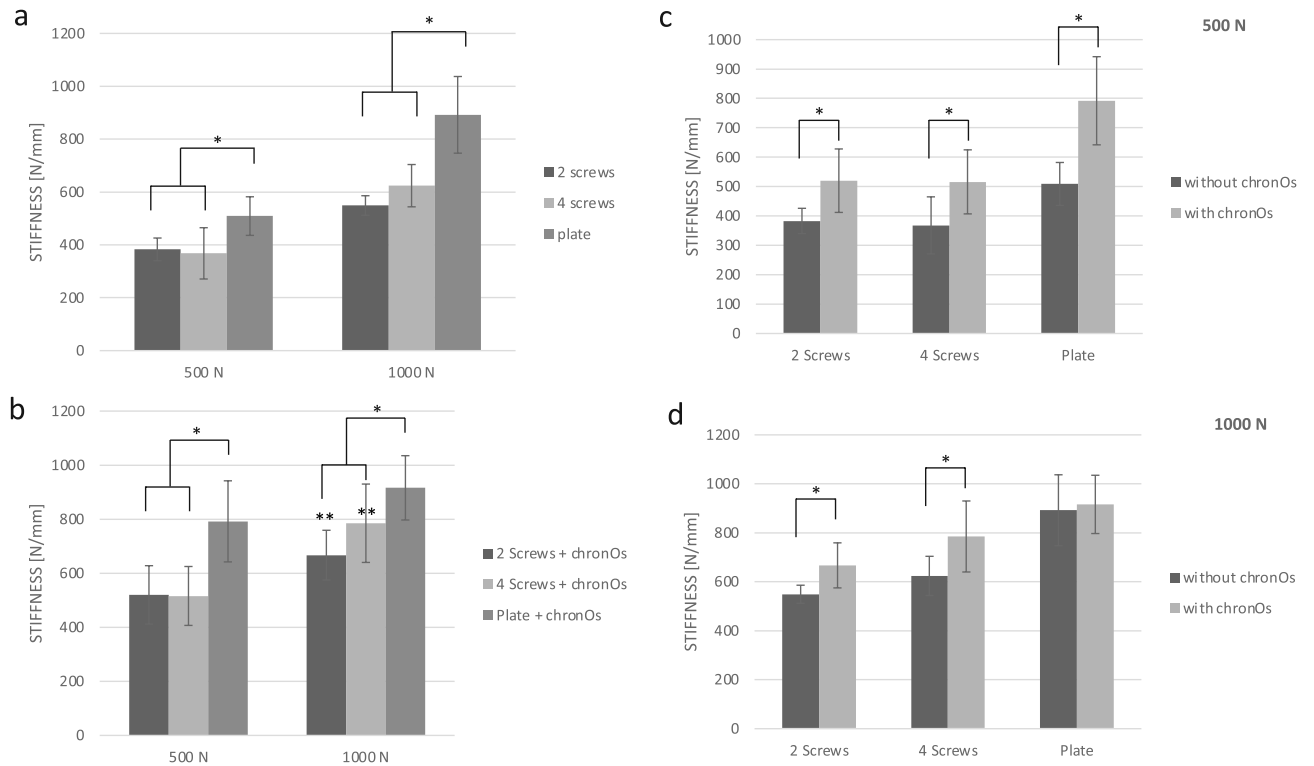 a
*
*
1200
1000
800
600
400
200
0
STIFFNESS [N/mm]
500 N
1000 N
2 screws
4 screws
plate
b
*
*
**
**
1200
1000
800
600
400
200
0
STIFFNESS [N/mm]
500 N
1000 N
2 Screws + chronOs
4 Screws + chronOs
Plate + chronOs
c
500 N
*
*
*
1000
900
800
700
600
500
400
300
200
100
0
STIFFNESS [N/mm]
2 Screws
4 Screws
Plate
without chronOs
with chronOs
d
1000 N
*
*
1200
1000
800
600
400
200
0
STIFFNESS [N/mm]
2 Screws
4 Screws
Plate
without chronOs
with chronOs